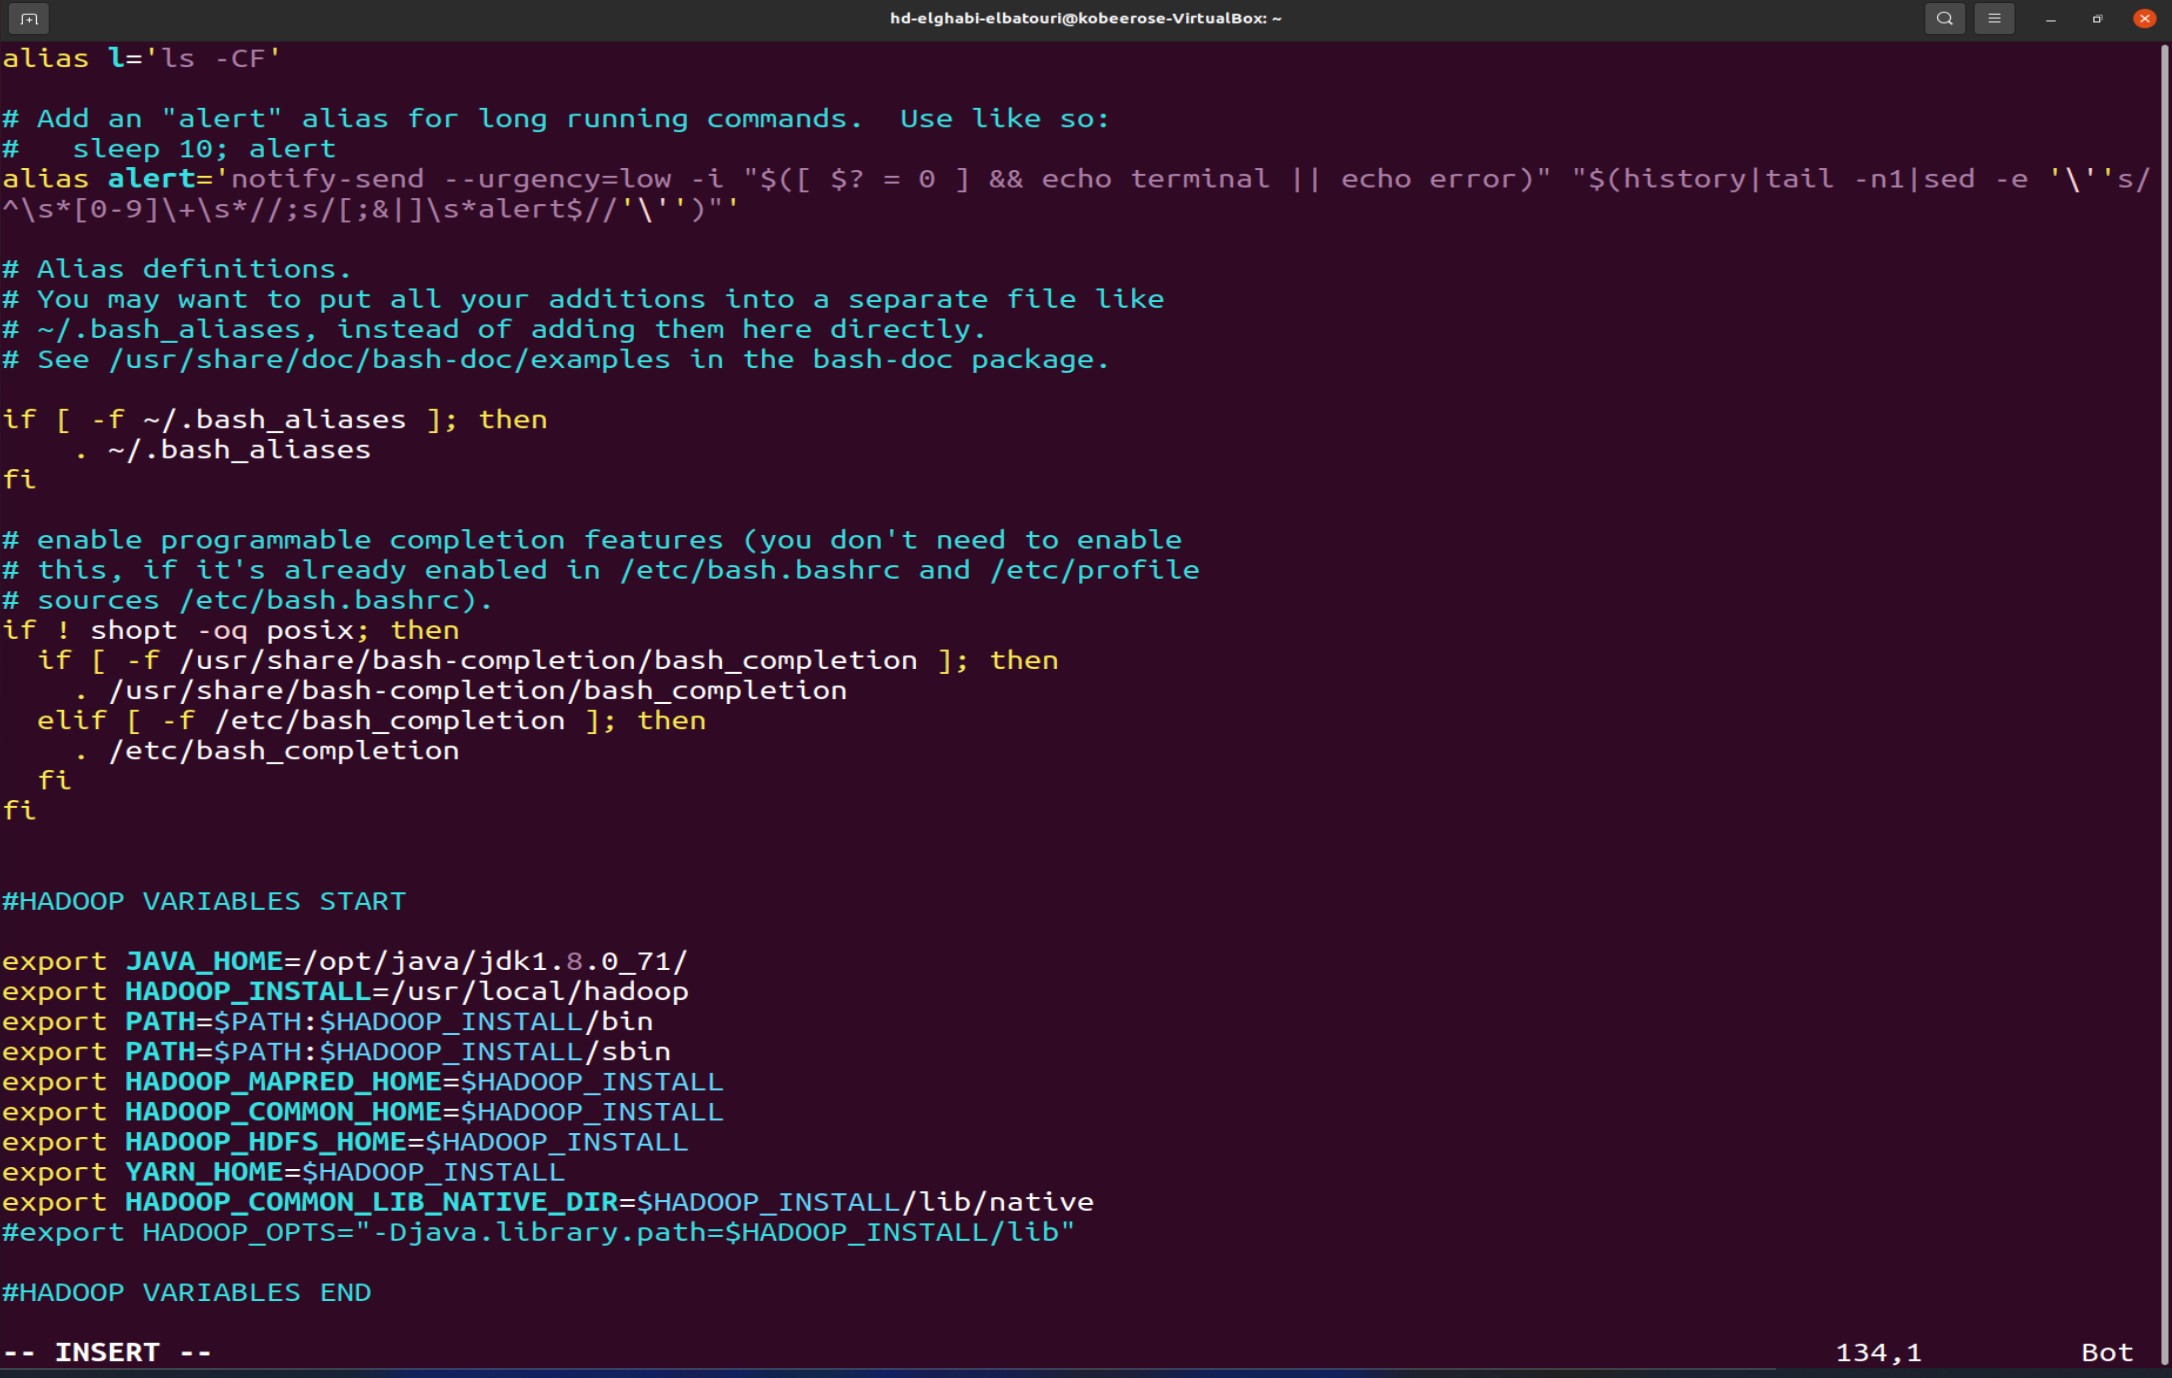 hd-elghabi-elbatouri@kobeerose-VirtualBox: ~
alias l='ls -CF'
# Add an "alert" alias for long running commands.  Use like so:
#   sleep 10; alert
alias alert='notify-send --urgency=low -i "$([ $? = 0 ] && echo terminal || echo error)" "$(history|tail -n1|sed -e '\''s/
^\s*[0-9]\+\s*//;s/[;&|]\s*alert$//'\'')"'
# Alias definitions.
# You may want to put all your additions into a separate file like
# ~/.bash_aliases, instead of adding them here directly.
# See /usr/share/doc/bash-doc/examples in the bash-doc package.
if [ -f ~/.bash_aliases ]; then
    . ~/.bash_aliases
fi
# enable programmable completion features (you don't need to enable
# this, if it's already enabled in /etc/bash.bashrc and /etc/profile
# sources /etc/bash.bashrc).
if ! shopt -oq posix; then
  if [ -f /usr/share/bash-completion/bash_completion ]; then
    . /usr/share/bash-completion/bash_completion
  elif [ -f /etc/bash_completion ]; then
    . /etc/bash_completion
  fi
fi
#HADOOP VARIABLES START
export JAVA_HOME=/opt/java/jdk1.8.0_71/
export HADOOP_INSTALL=/usr/local/hadoop
export PATH=$PATH:$HADOOP_INSTALL/bin
export PATH=$PATH:$HADOOP_INSTALL/sbin
export HADOOP_MAPRED_HOME=$HADOOP_INSTALL
export HADOOP_COMMON_HOME=$HADOOP_INSTALL
export HADOOP_HDFS_HOME=$HADOOP_INSTALL
export YARN_HOME=$HADOOP_INSTALL
export HADOOP_COMMON_LIB_NATIVE_DIR=$HADOOP_INSTALL/lib/native
#export HADOOP_OPTS="-Djava.library.path=$HADOOP_INSTALL/lib"
#HADOOP VARIABLES END
-- INSERT -- 134,1 Bot